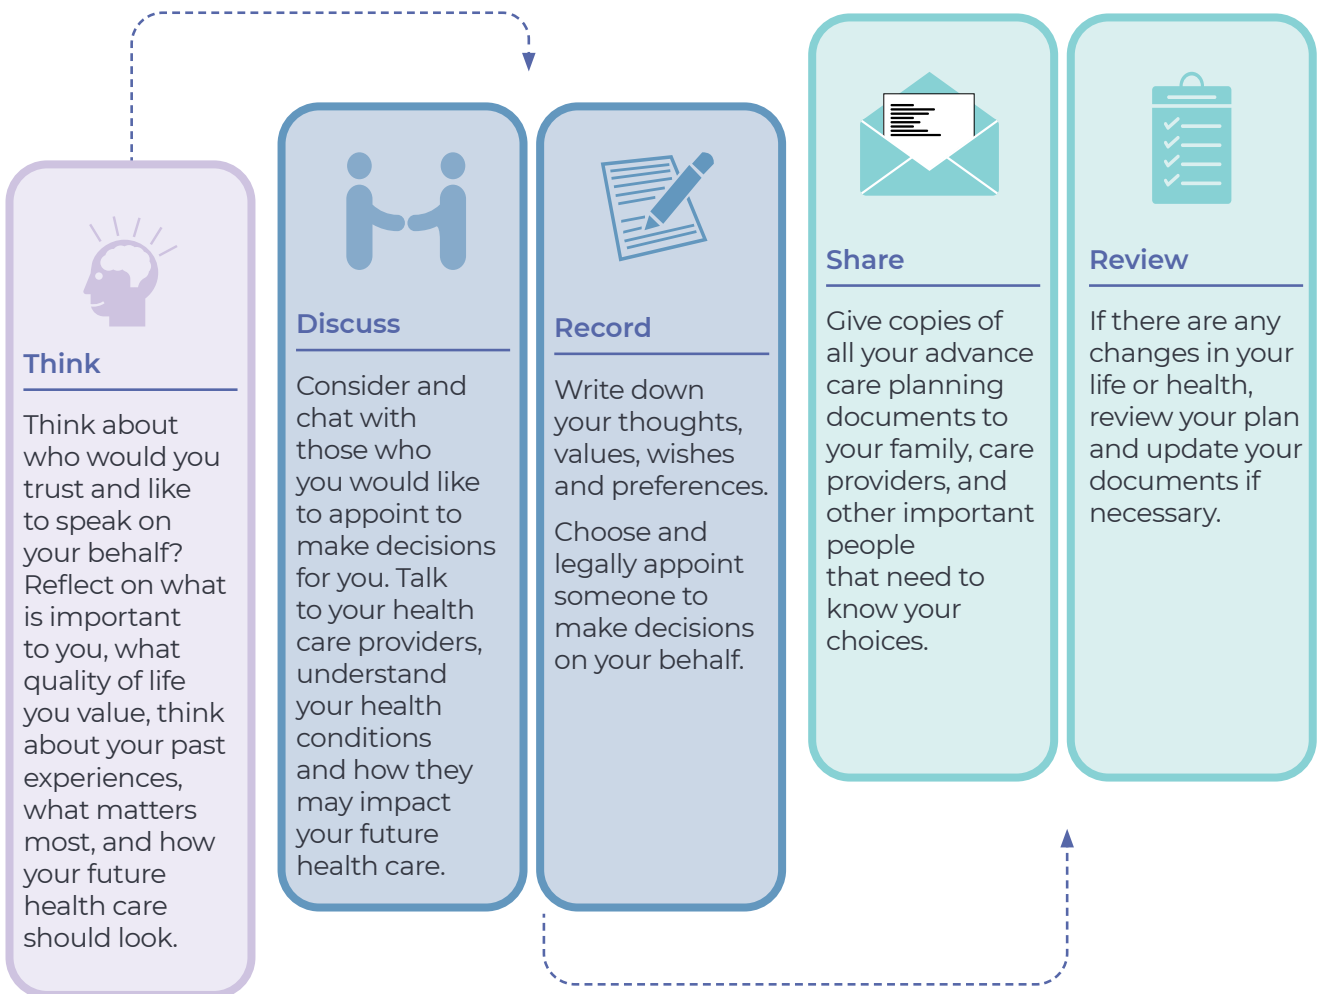 Think
Think about
who would you
trust and like
to speak on
your behalf?
Reflect on what
is important
to you, what
quality of life
you value, think
about your past
experiences,
what matters
most, and how
your future
health care
should look.
Discuss
Consider and
chat with
those who
you would like
to appoint to
make decisions
for you. Talk
to your health
care providers,
understand
your health
conditions
and how they
may impact
your future
health care.
Record
Write down
your thoughts,
values, wishes
and preferences.
Choose and
legally appoint
someone to
make decisions
on your behalf.
Share
Give copies of
all your advance
care planning
documents to
your family, care
providers, and
other important
people
that need to
know your
choices.
Review
If there are any
changes in your
life or health,
review your plan
and update your
documents if
necessary.